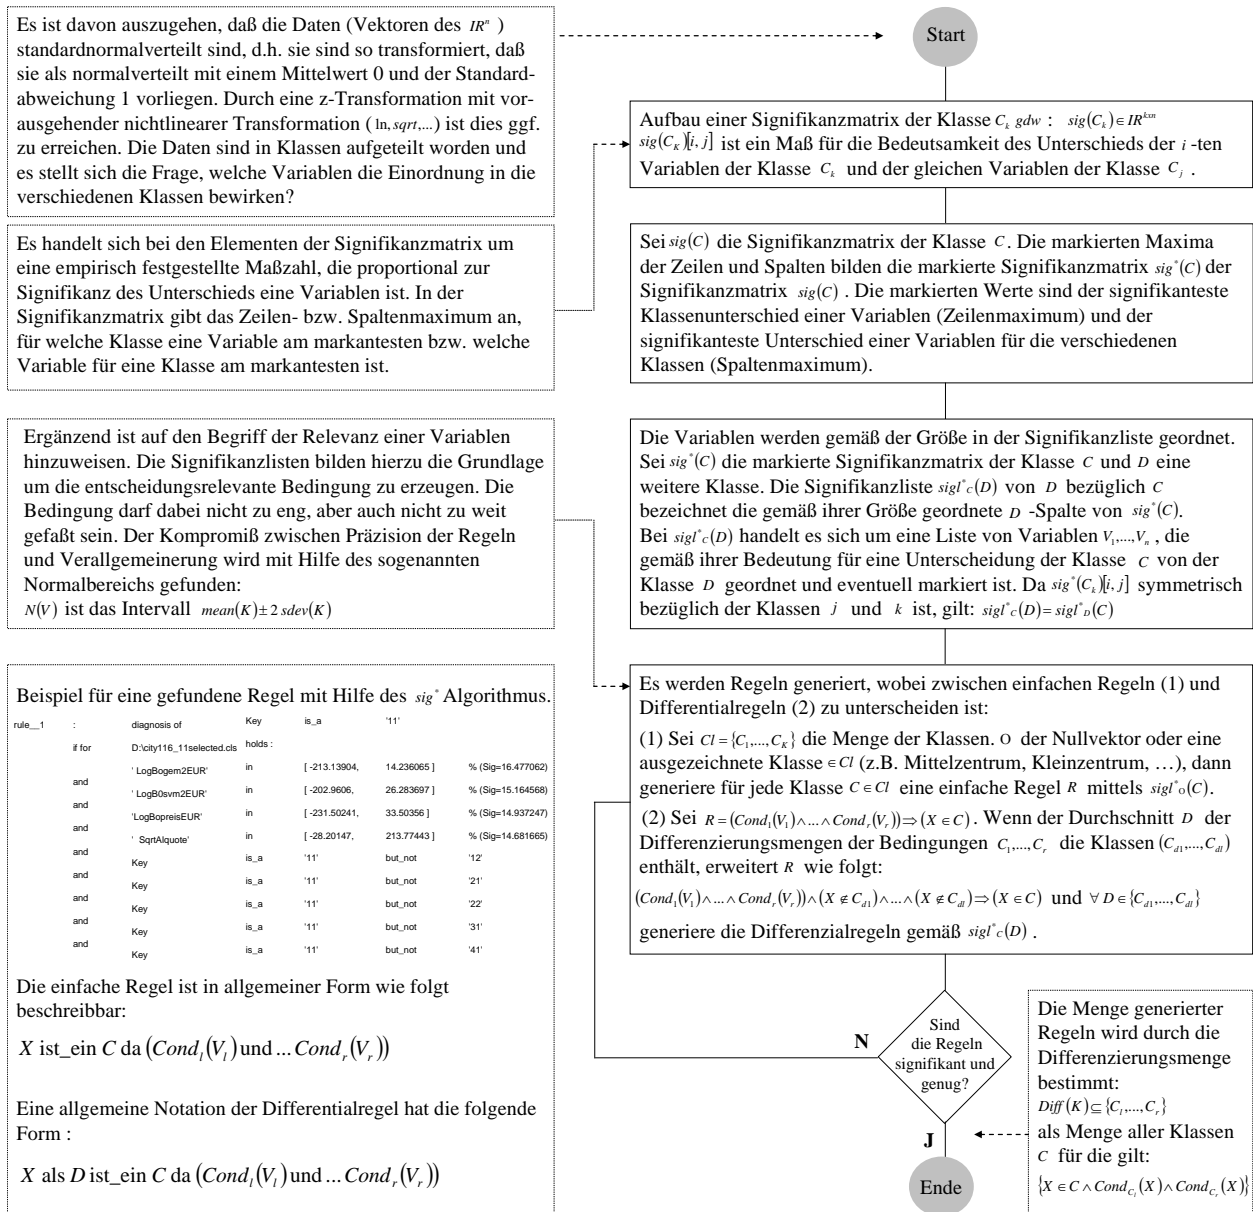 Es ist davon auszugehen, daß die Daten (Vektoren des IRⁿ )
standardnormalverteilt sind, d.h. sie sind so transformiert, daß
sie als normalverteilt mit einem Mittelwert 0 und der Standard-
abweichung 1 vorliegen. Durch eine z-Transformation mit vor-
ausgehender nichtlinearer Transformation ( ln, sqrt,...) ist dies ggf.
zu erreichen. Die Daten sind in Klassen aufgeteilt worden und
es stellt sich die Frage, welche Variablen die Einordnung in die
verschiedenen Klassen bewirken?
Start
Aufbau einer Signifikanzmatrix der Klasse C_k gdw : sig(C_k) ∈ IR^{kxn}
sig(C_K)[i, j] ist ein Maß für die Bedeutsamkeit des Unterschieds der i -ten
Variablen der Klasse C_k und der gleichen Variablen der Klasse C_j .
Es handelt sich bei den Elementen der Signifikanzmatrix um
eine empirisch festgestellte Maßzahl, die proportional zur
Signifikanz des Unterschieds eine Variablen ist. In der
Signifikanzmatrix gibt das Zeilen- bzw. Spaltenmaximum an,
für welche Klasse eine Variable am markantesten bzw. welche
Variable für eine Klasse am markantesten ist.
Sei sig(C) die Signifikanzmatrix der Klasse C. Die markierten Maxima
der Zeilen und Spalten bilden die markierte Signifikanzmatrix sig*(C) der
Signifikanzmatrix sig(C) . Die markierten Werte sind der signifikanteste
Klassenunterschied einer Variablen (Zeilenmaximum) und der
signifikanteste Unterschied einer Variablen für die verschiedenen
Klassen (Spaltenmaximum).
Ergänzend ist auf den Begriff der Relevanz einer Variablen
hinzuweisen. Die Signifikanzlisten bilden hierzu die Grundlage
um die entscheidungsrelevante Bedingung zu erzeugen. Die
Bedingung darf dabei nicht zu eng, aber auch nicht zu weit
gefaßt sein. Der Kompromiß zwischen Präzision der Regeln
und Verallgemeinerung wird mit Hilfe des sogenannten
Normalbereichs gefunden:
N(V) ist das Intervall mean(K) ± 2 sdev(K)
Die Variablen werden gemäß der Größe in der Signifikanzliste geordnet.
Sei sig*(C) die markierte Signifikanzmatrix der Klasse C und D eine
weitere Klasse. Die Signifikanzliste sigl*_C(D) von D bezüglich C
bezeichnet die gemäß ihrer Größe geordnete D -Spalte von sig*(C).
Bei sigl*_C(D) handelt es sich um eine Liste von Variablen V_1,...,V_n , die
gemäß ihrer Bedeutung für eine Unterscheidung der Klasse C von der
Klasse D geordnet und eventuell markiert ist. Da sig*(C_k)[i, j] symmetrisch
bezüglich der Klassen j und k ist, gilt: sigl*_C(D) = sigl*_D(C)
Beispiel für eine gefundene Regel mit Hilfe des sig* Algorithmus.
rule__1 : diagnosis of Key is_a '11'
if for D:\city116_11selected.cls holds :
' LogBogem2EUR' in [ -213.13904, 14.236065 ] % (Sig=16.477062)
and
' LogB0svm2EUR' in [ -202.9606, 26.283697 ] % (Sig=15.164568)
and
'LogBopreisEUR' in [ -231.50241, 33.50356 ] % (Sig=14.937247)
and
' SqrtAlquote' in [ -28.20147, 213.77443 ] % (Sig=14.681665)
and
Key is_a '11' but_not '12'
and
Key is_a '11' but_not '21'
and
Key is_a '11' but_not '22'
and
Key is_a '11' but_not '31'
and
Key is_a '11' but_not '41'
Die einfache Regel ist in allgemeiner Form wie folgt
beschreibbar:
X ist_ein C da (Cond_l(V_l) und ... Cond_r(V_r))
Eine allgemeine Notation der Differentialregel hat die folgende
Form :
X als D ist_ein C da (Cond_l(V_l) und ... Cond_r(V_r))
Es werden Regeln generiert, wobei zwischen einfachen Regeln (1) und
Differentialregeln (2) zu unterscheiden ist:
(1) Sei Cl = {C_1,...,C_K} die Menge der Klassen. O der Nullvektor oder eine
ausgezeichnete Klasse ∈ Cl (z.B. Mittelzentrum, Kleinzentrum, …), dann
generiere für jede Klasse C ∈ Cl eine einfache Regel R mittels sigl*_O(C).
(2) Sei R = (Cond_1(V_1) ∧ ... ∧ Cond_r(V_r)) ⇒ (X ∈ C). Wenn der Durchschnitt D der
Differenzierungsmengen der Bedingungen C_1,...,C_r die Klassen (C_{d1},...,C_{dl})
enthält, erweitert R wie folgt:
(Cond_1(V_1) ∧ ... ∧ Cond_r(V_r)) ∧ (X ∉ C_{d1}) ∧ ... ∧ (X ∉ C_{dl}) ⇒ (X ∈ C) und ∀ D ∈ {C_{d1},...,C_{dl}}
generiere die Differenzialregeln gemäß sigl*_C(D) .
N
Sind
die Regeln
signifikant und
genug?
J
Ende
Die Menge generierter
Regeln wird durch die
Differenzierungsmenge
bestimmt:
Diff(K) ⊆ {C_l,...,C_r}
als Menge aller Klassen
C für die gilt:
{X ∈ C ∧ Cond_{C_l}(X) ∧ Cond_{C_r}(X)}